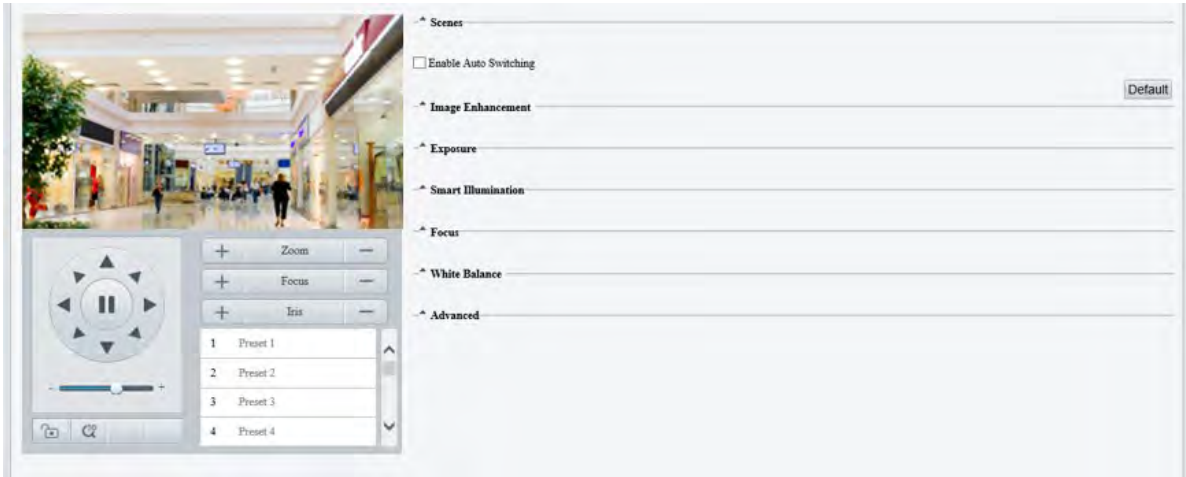 Scenes
Enable Auto Switching
Default
Image Enhancement
Exposure
Smart Illumination
Focus
White Balance
Advanced
+ Zoom −
+ Focus −
+ Iris −
1 Preset 1
2 Preset 2
3 Preset 3
4 Preset 4
- +